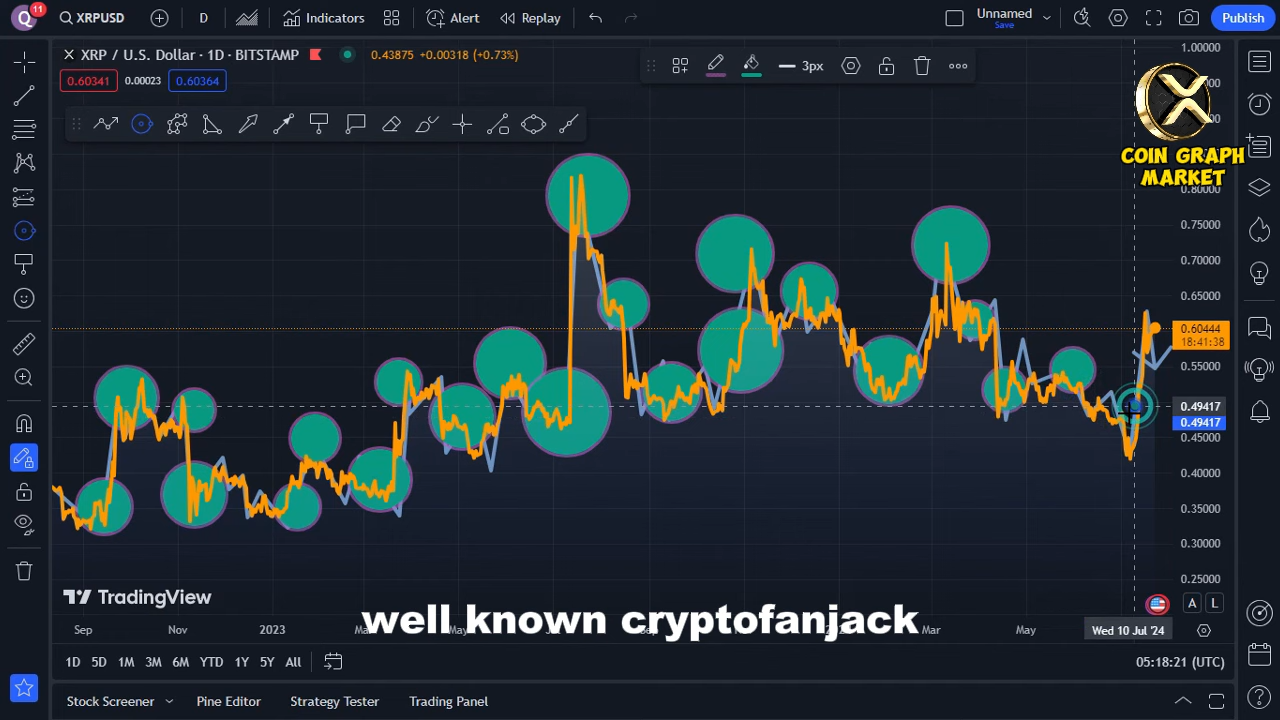 Q
11
XRPUSD
D
Indicators
Alert
Replay
Unnamed
Save
Publish
XRP / U.S. Dollar · 1D · BITSTAMP
0.43875 +0.00318 (+0.73%)
0.60341
0.00023
0.60364
3px
X
COIN GRAPH
MARKET
1.00000
0.80000
0.75000
0.70000
0.65000
0.60444
18:41:38
0.55000
0.49417
0.49417
0.45000
0.40000
0.35000
0.30000
0.25000
TradingView
well known cryptofanjack
A
L
Sep
Nov
2023
May
Mar
May
Wed 10 Jul '24
1D
5D
1M
3M
6M
YTD
1Y
5Y
All
05:18:21 (UTC)
Stock Screener
Pine Editor
Strategy Tester
Trading Panel